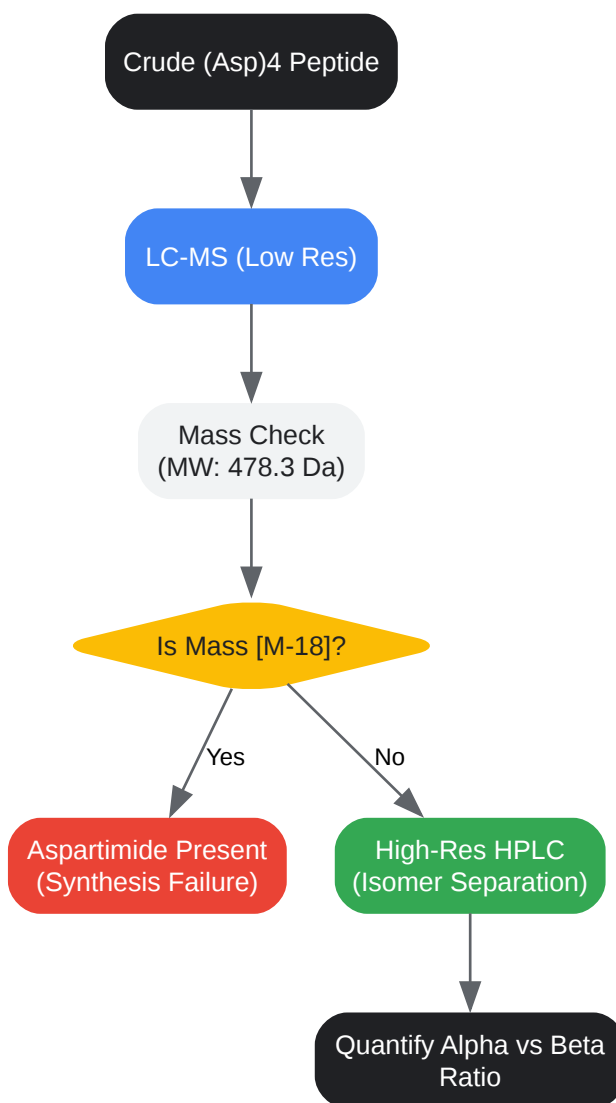 Crude (Asp)4 Peptide
LC-MS (Low Res)
Mass Check
(MW: 478.3 Da)
Is Mass [M-18]?
Yes
No
Aspartimide Present
(Synthesis Failure)
High-Res HPLC
(Isomer Separation)
Quantify Alpha vs Beta
Ratio